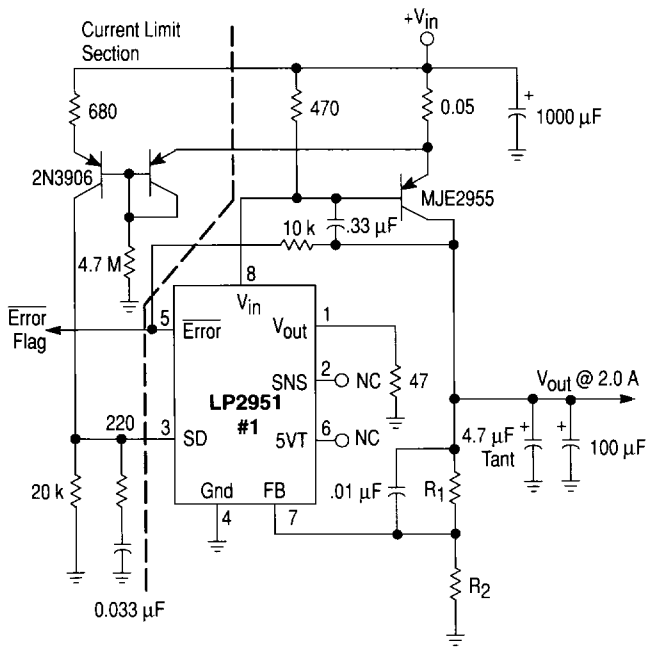 Current Limit
Section
+Vin
680
470
0.05
+
1000 µF
2N3906
MJE2955
10 k
.33 µF
4.7 M
8
Vin
Error
Flag
5
Error
Vout
1
SNS
2
NC
47
LP2951
#1
Vout @ 2.0 A
220
3
SD
5VT
6
NC
4.7 µF
Tant
+
+
100 µF
20 k
Gnd
FB
.01 µF
R1
4
7
0.033 µF
R2